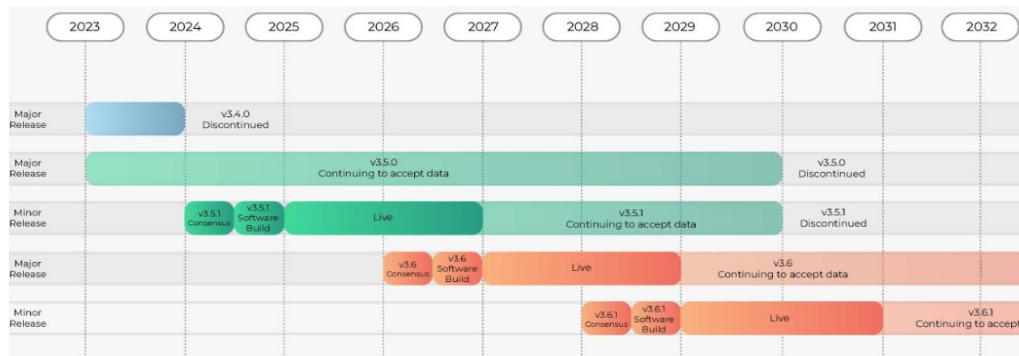 2023 2024 2025 2026 2027 2028 2029 2030 2031 2032
Major
Release
v3.4.0
Discontinued
Major
Release
v3.5.0
Continuing to accept data
v3.5.0
Discontinued
Minor
Release
v3.5.1
Consensus
v3.5.1
Software
Build
Live
v3.5.1
Continuing to accept data
v3.5.1
Discontinued
Major
Release
v3.6
Consensus
v3.6
Software
Build
Live
v3.6
Continuing to accept data
Minor
Release
v3.6.1
Consensus
v3.6.1
Software
Build
Live
v3.6.1
Continuing to accept